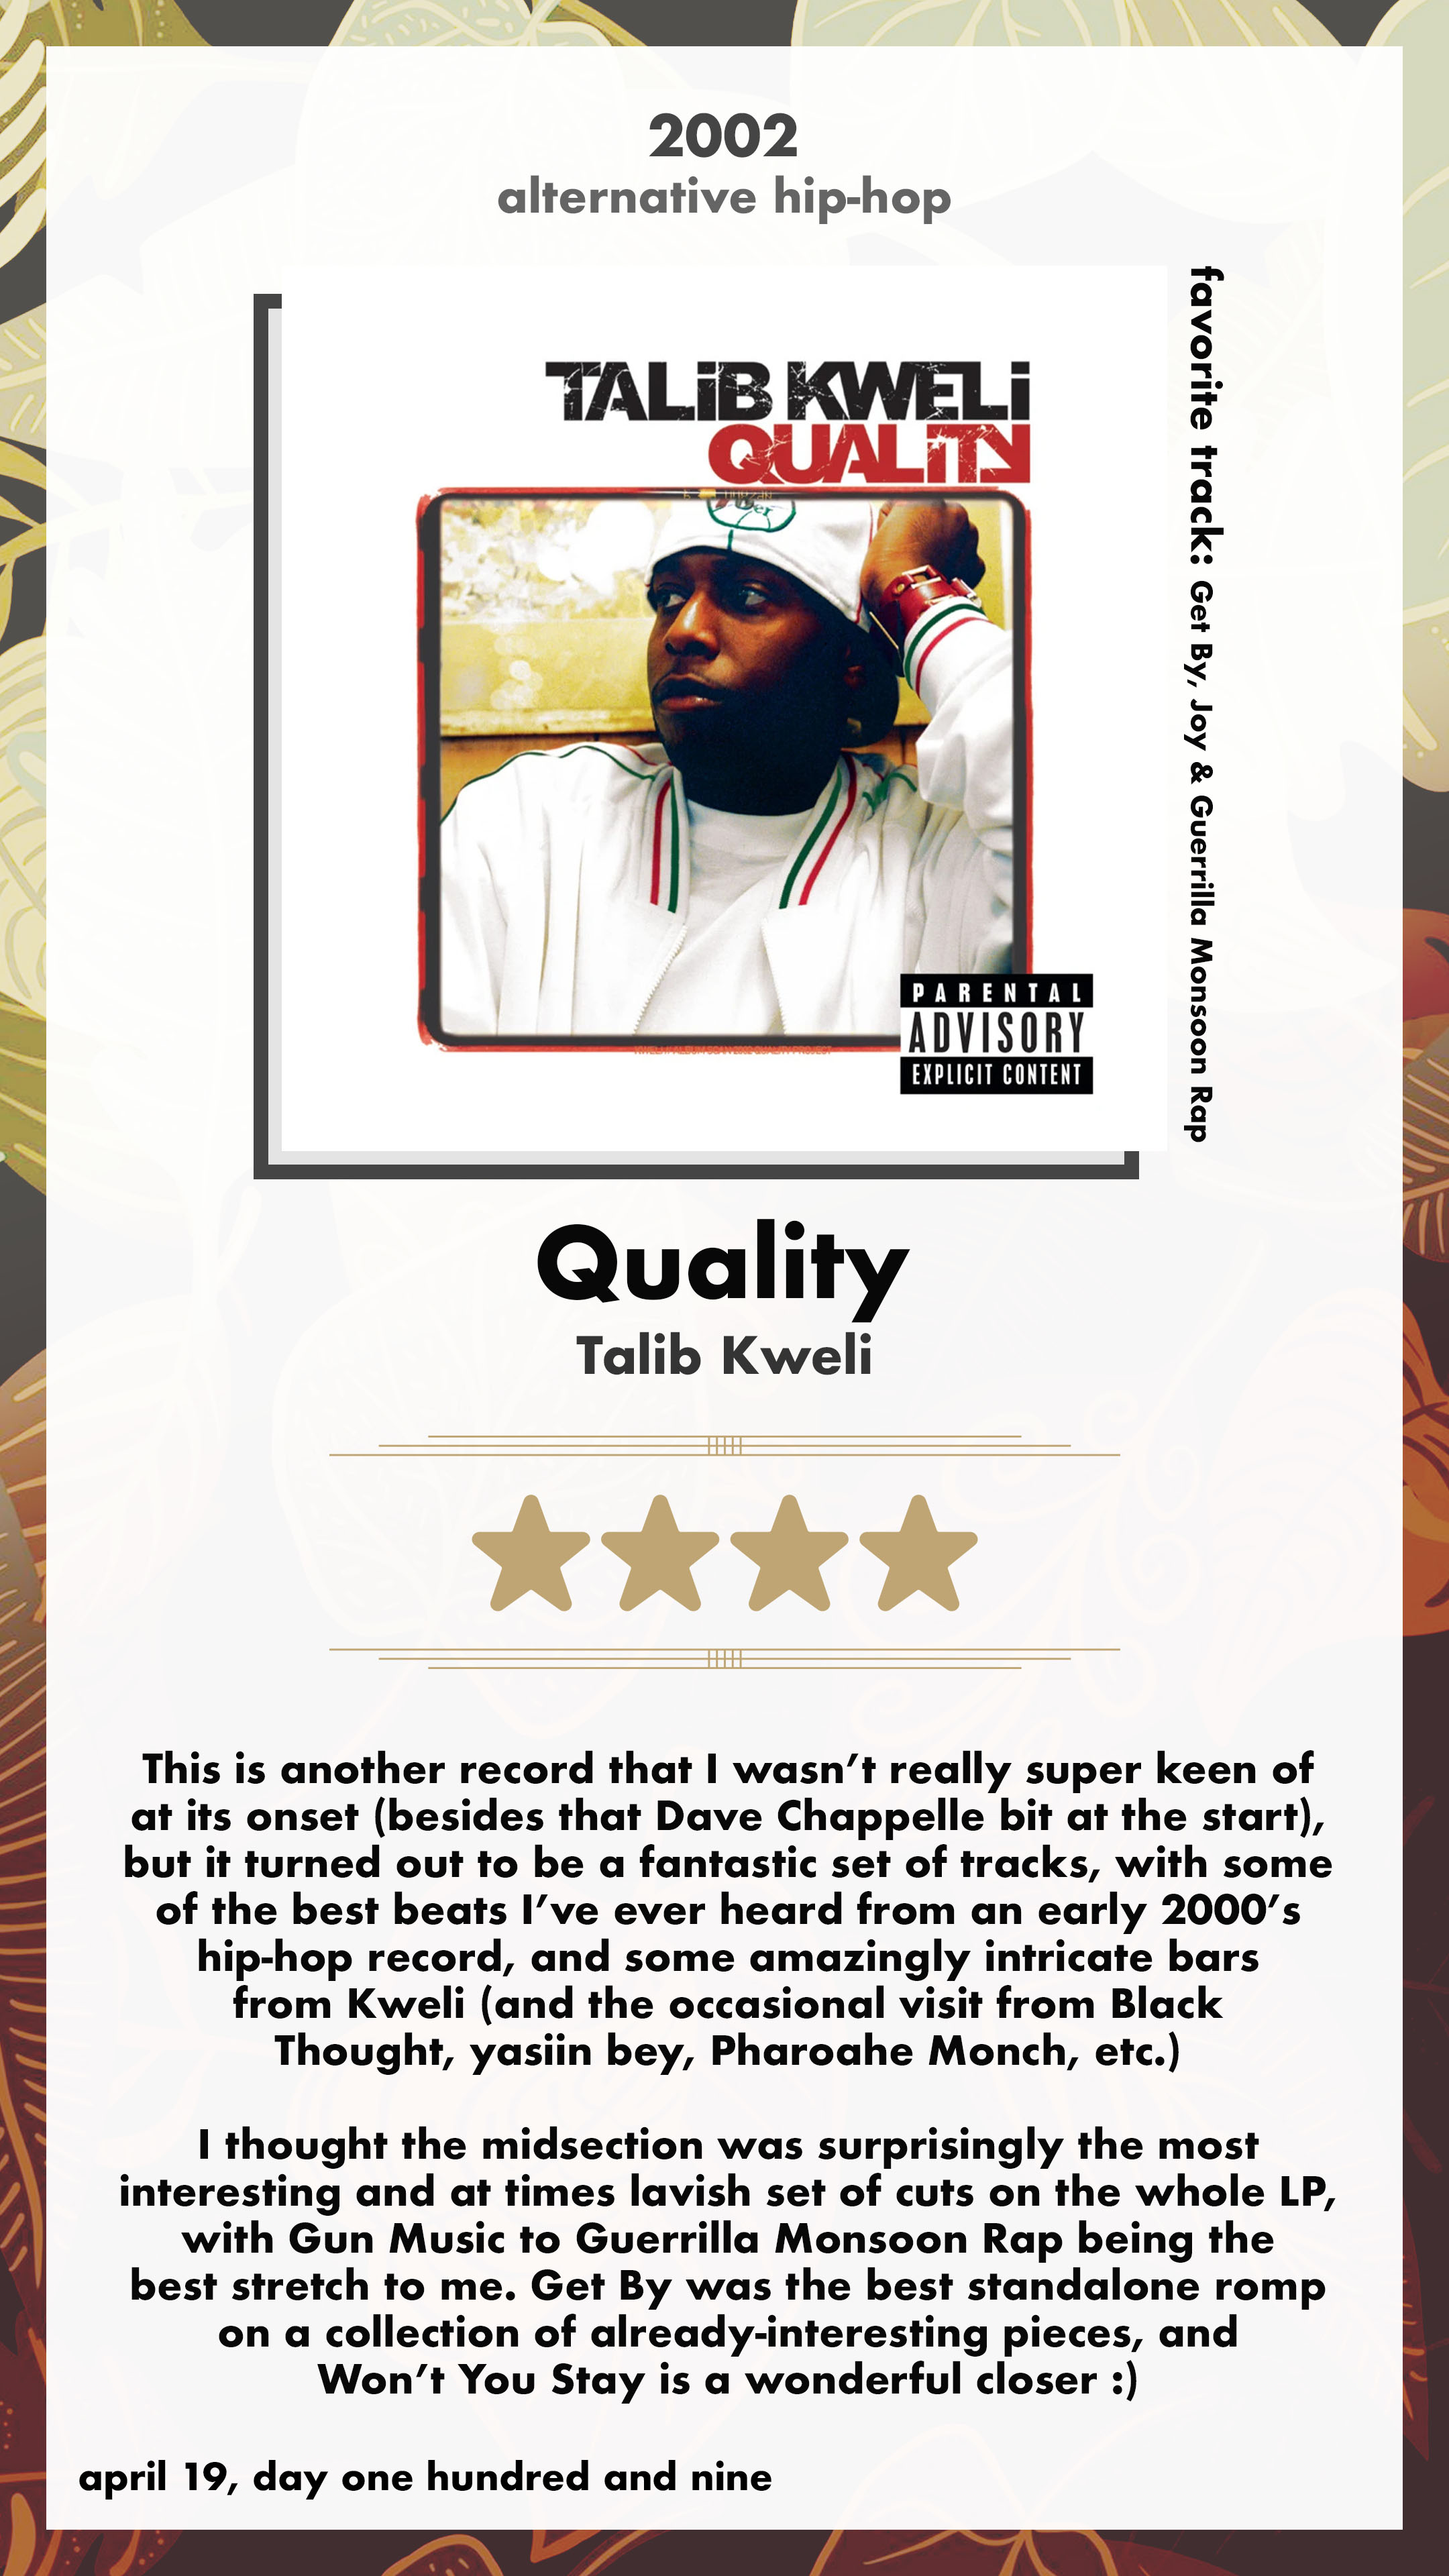 2002
alternative hip-hop
TALiB KWELi
QUALiTY
PARENTAL
ADVISORY
EXPLICIT CONTENT
favorite track: Get By, Joy & Guerrilla Monsoon Rap
Quality
Talib Kweli
This is another record that I wasn’t really super keen of
at its onset (besides that Dave Chappelle bit at the start),
but it turned out to be a fantastic set of tracks, with some
of the best beats I’ve ever heard from an early 2000’s
hip-hop record, and some amazingly intricate bars
from Kweli (and the occasional visit from Black
Thought, yasiin bey, Pharoahe Monch, etc.)
I thought the midsection was surprisingly the most
interesting and at times lavish set of cuts on the whole LP,
with Gun Music to Guerrilla Monsoon Rap being the
best stretch to me. Get By was the best standalone romp
on a collection of already-interesting pieces, and
Won’t You Stay is a wonderful closer :)
april 19, day one hundred and nine